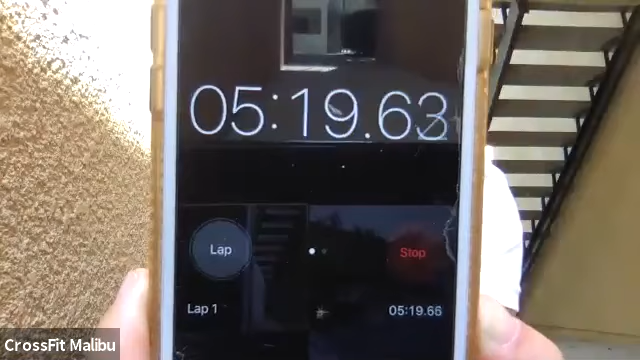 05:19.63
Lap
Stop
Lap 1
05:19.66
CrossFit Malibu